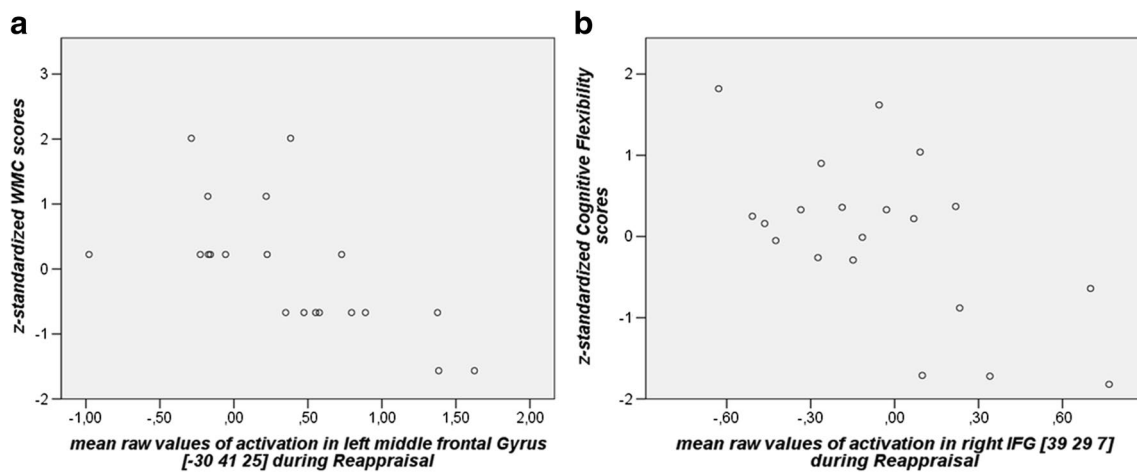 a
z-standardized WMC scores
3
2
1
0
-1
-2
-1,00
-,50
,00
,50
1,00
1,50
2,00
mean raw values of activation in left middle frontal Gyrus
[-30 41 25] during Reappraisal
b
z-standardized Cognitive Flexibility
scores
2
1
0
-1
-2
-,60
-,30
,00
,30
,60
mean raw values of activation in right IFG [39 29 7]
during Reappraisal